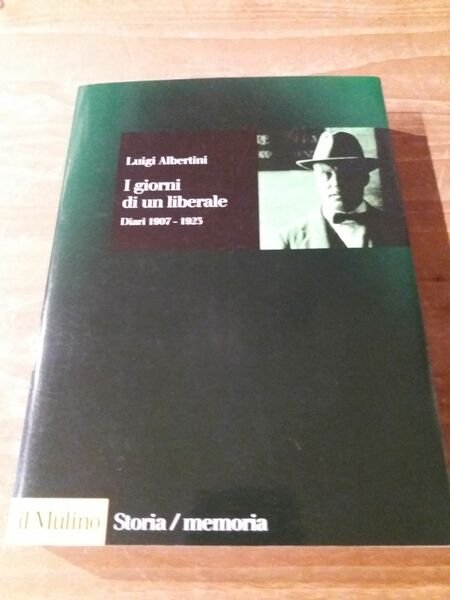 Luigi Albertini
I giorni
di un liberale
Diari 1907-1923
il Mulino
Storia / memoria